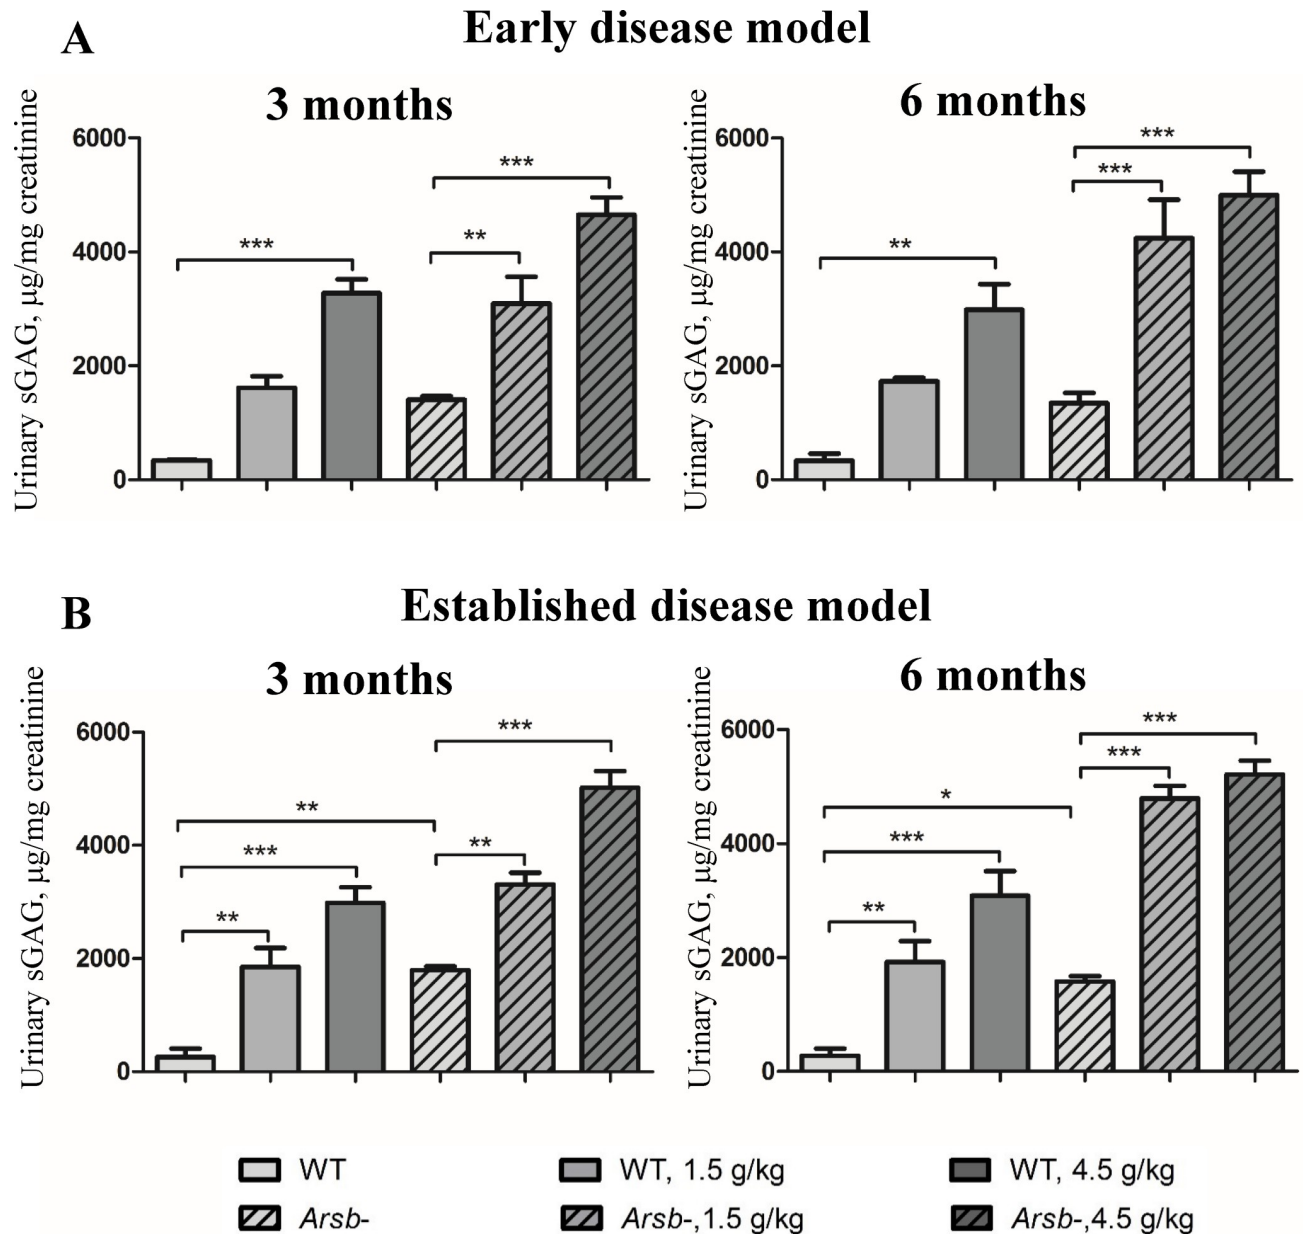 A
Early disease model
3 months
6 months
Urinary sGAG, µg/mg creatinine
6000
4000
2000
0
***
**
***
Urinary sGAG, µg/mg creatinine
6000
4000
2000
0
**
***
***
B
Established disease model
3 months
6 months
Urinary sGAG, µg/mg creatinine
6000
4000
2000
0
***
**
**
***
**
Urinary sGAG, µg/mg creatinine
6000
4000
2000
0
***
***
*
***
**
WT
WT, 1.5 g/kg
WT, 4.5 g/kg
Arsb-
Arsb-,1.5 g/kg
Arsb-,4.5 g/kg